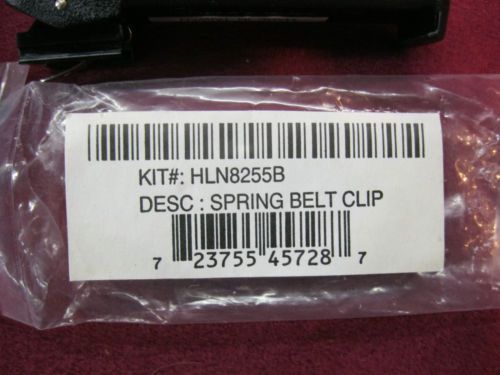 KIT#: HLN8255B
DESC : SPRING BELT CLIP
7 23755 45728 7